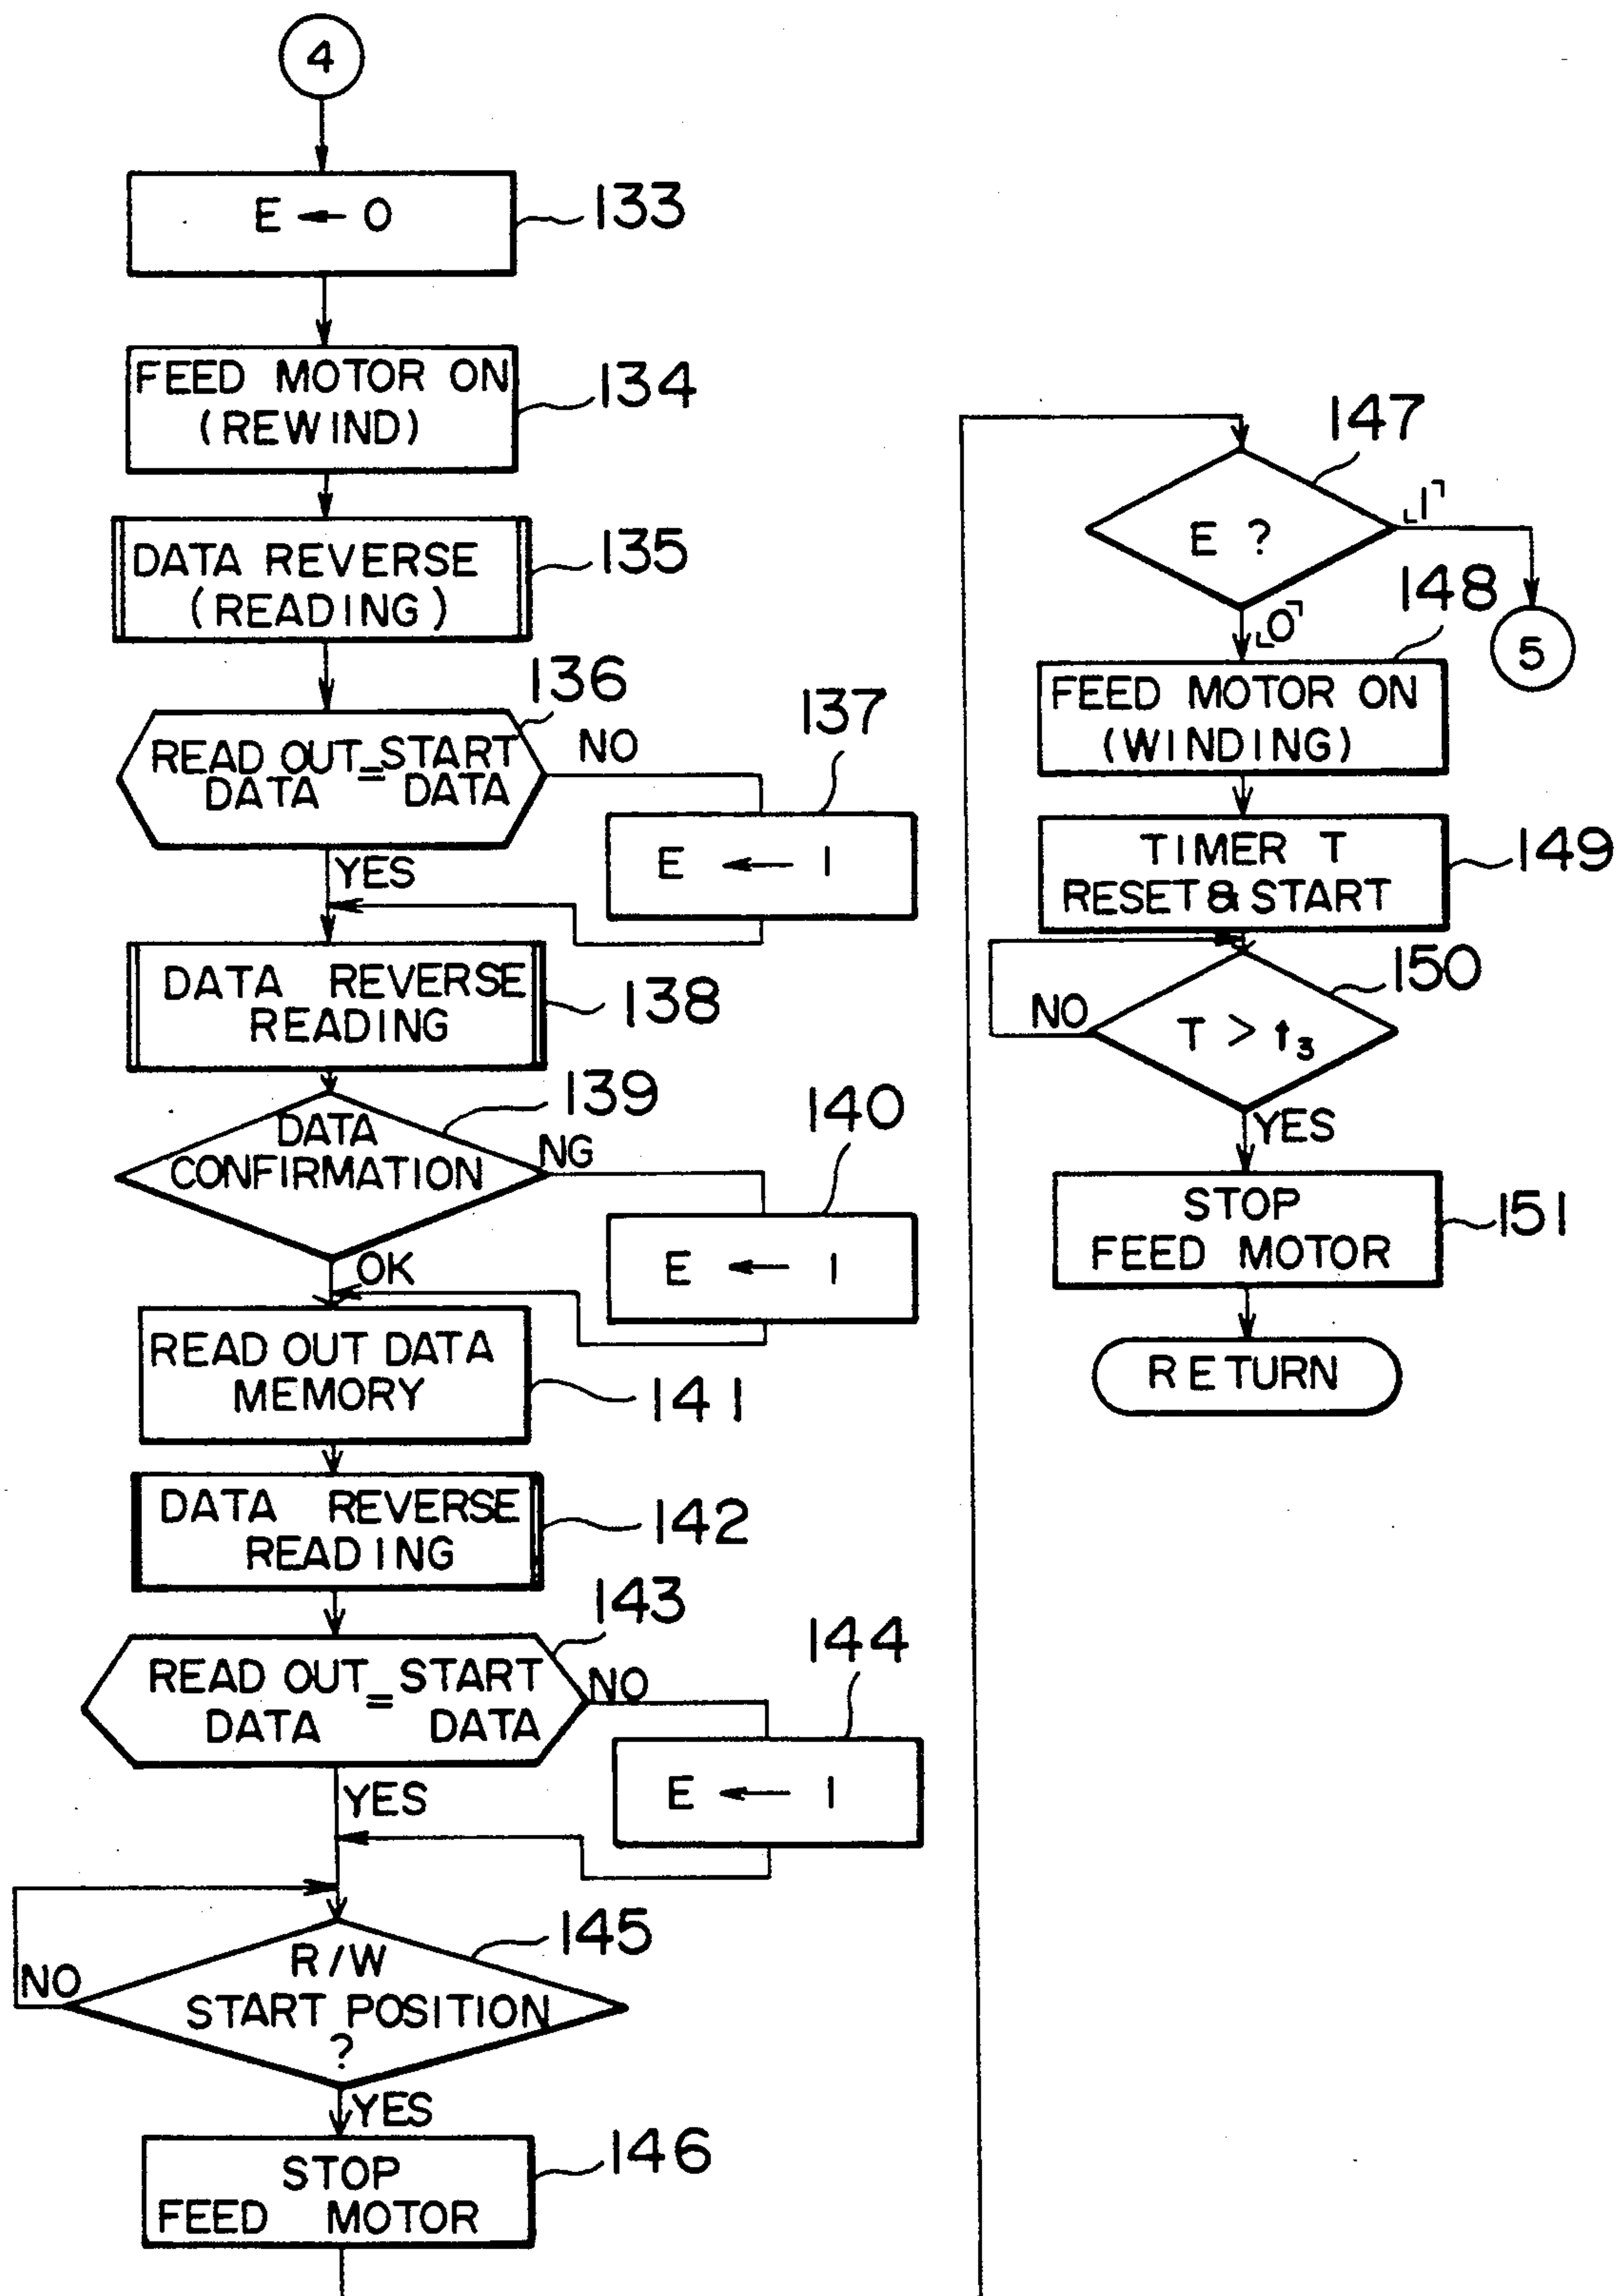 4
E ← 0
133
FEED MOTOR ON
(REWIND)
134
DATA REVERSE
(READING)
135
136
READ OUT = START
DATA DATA
NO
137
E ← 1
YES
DATA REVERSE
READING
138
139
DATA
CONFIRMATION
NG
140
E ← 1
OK
READ OUT DATA
MEMORY
141
DATA REVERSE
READING
142
143
READ OUT = START
DATA DATA
NO
144
E ← 1
YES
145
R/W
START POSITION
?
NO
YES
STOP
FEED MOTOR
146
147
E ?
⌞1⌝
⌞0⌝
5
148
FEED MOTOR ON
(WINDING)
TIMER T
RESET & START
149
150
T > t3
NO
YES
STOP
FEED MOTOR
151
RETURN